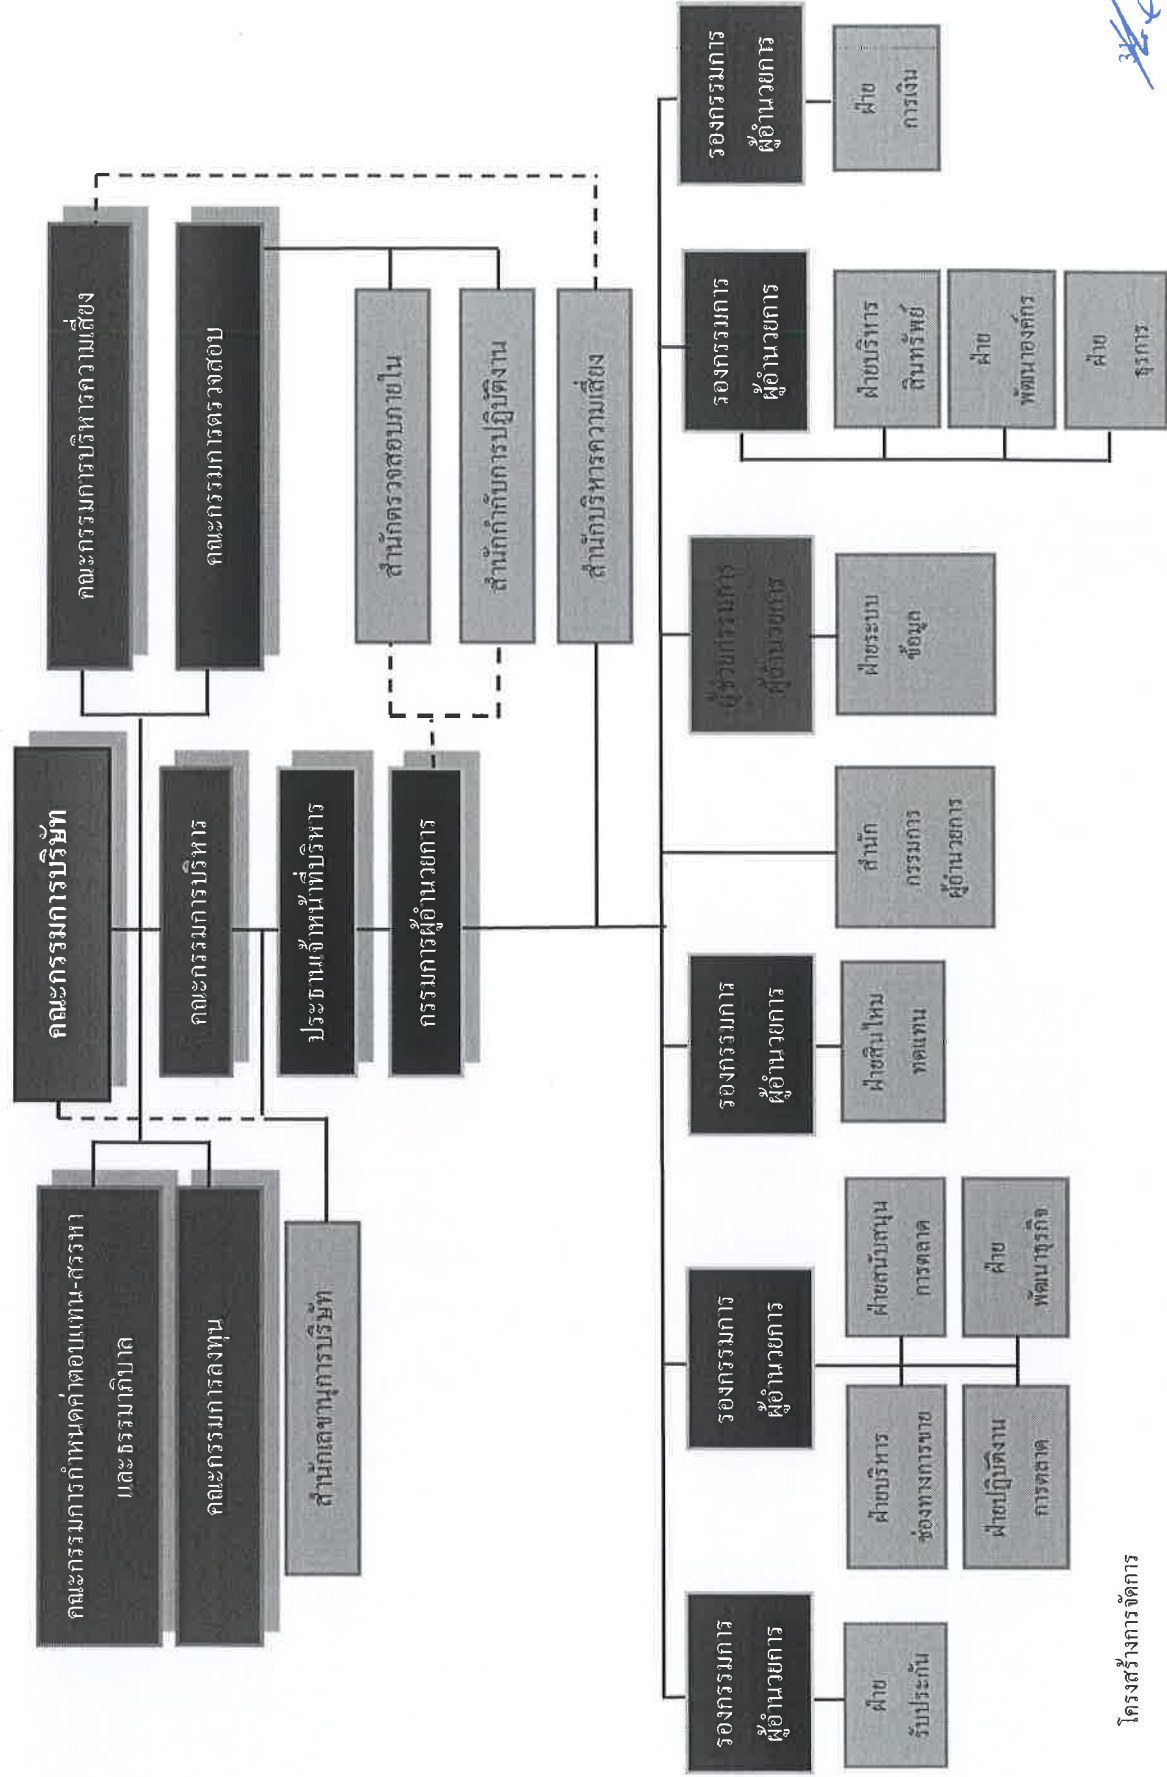 โครงสร้างการจัดการ
คณะกรรมการบริษัท
คณะกรรมการกำหนดค่าตอบแทน-สรรหา
และธรรมาภิบาล
คณะกรรมการลงทุน
สำนักเลขานุการบริษัท
คณะกรรมการบริหาร
ประธานเจ้าหน้าที่บริหาร
กรรมการผู้อำนวยการ
คณะกรรมการบริหารความเสี่ยง
คณะกรรมการตรวจสอบ
สำนักตรวจสอบภายใน
สำนักกำกับการปฏิบัติงาน
สำนักบริหารความเสี่ยง
รองกรรมการ
ผู้อำนวยการ
ฝ่าย
รับประกัน
รองกรรมการ
ผู้อำนวยการ
ฝ่ายบริหาร
ช่องทางการขาย
ฝ่ายสนับสนุน
การตลาด
ฝ่ายปฏิบัติงาน
การตลาด
ฝ่าย
พัฒนาธุรกิจ
รองกรรมการ
ผู้อำนวยการ
ฝ่ายสินไหม
ทดแทน
สำนัก
กรรมการ
ผู้อำนวยการ
ผู้ช่วยกรรมการ
ผู้อำนวยการ
ฝ่ายระบบ
ข้อมูล
รองกรรมการ
ผู้อำนวยการ
ฝ่ายบริหาร
สินทรัพย์
ฝ่าย
พัฒนาองค์กร
ฝ่าย
ธุรการ
รองกรรมการ
ผู้อำนวยการ
ฝ่าย
การเงิน